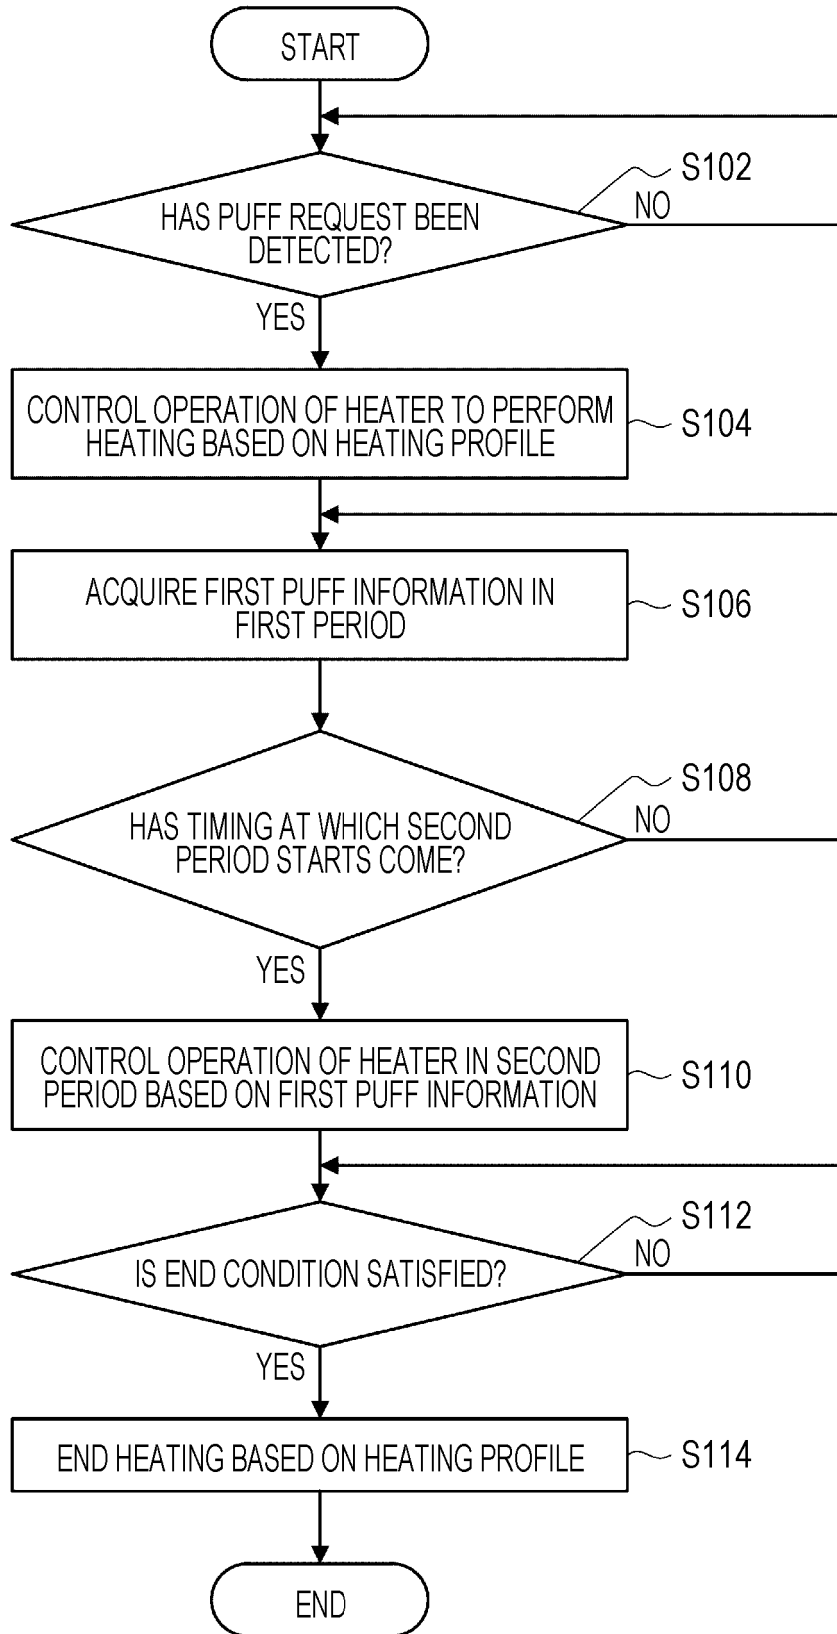 START
HAS PUFF REQUEST BEEN
DETECTED?
S102
NO
YES
CONTROL OPERATION OF HEATER TO PERFORM
HEATING BASED ON HEATING PROFILE
S104
ACQUIRE FIRST PUFF INFORMATION IN
FIRST PERIOD
S106
HAS TIMING AT WHICH SECOND
PERIOD STARTS COME?
S108
NO
YES
CONTROL OPERATION OF HEATER IN SECOND
PERIOD BASED ON FIRST PUFF INFORMATION
S110
IS END CONDITION SATISFIED?
S112
NO
YES
END HEATING BASED ON HEATING PROFILE
S114
END